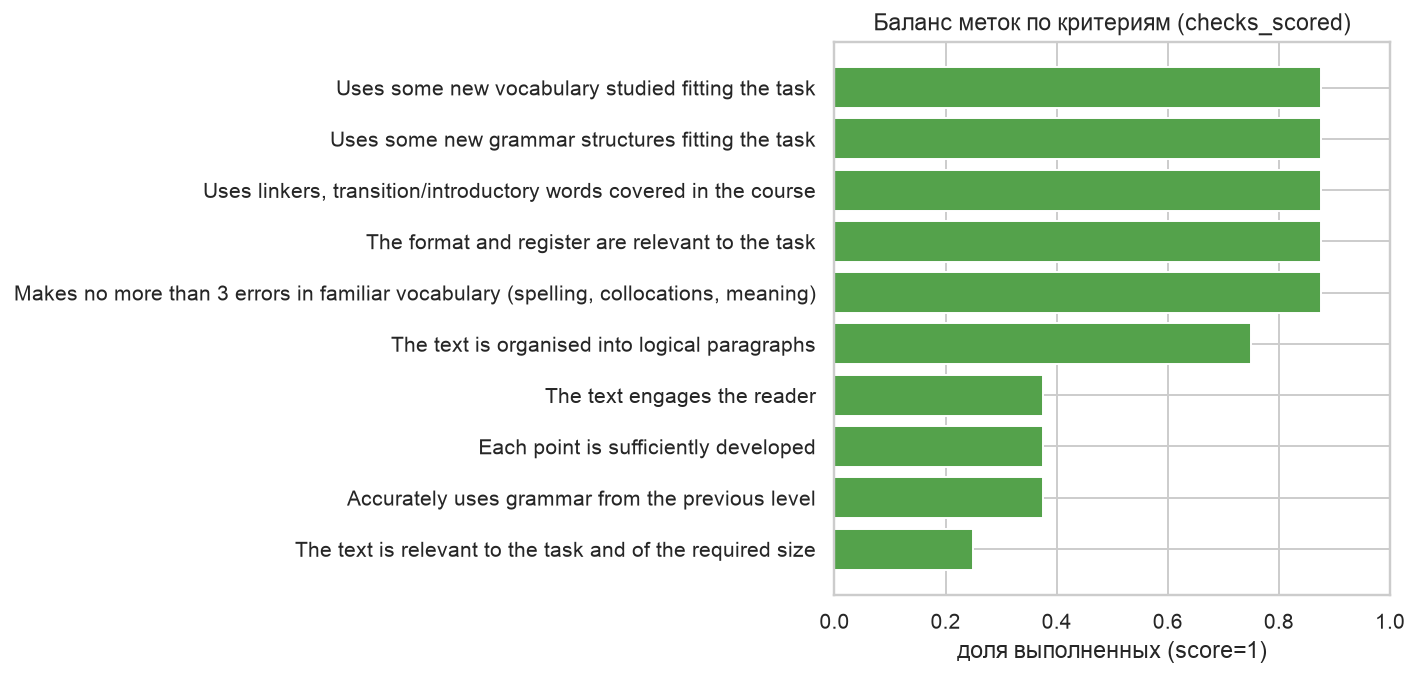 Баланс меток по критериям (checks_scored)
Uses some new vocabulary studied fitting the task
Uses some new grammar structures fitting the task
Uses linkers, transition/introductory words covered in the course
The format and register are relevant to the task
Makes no more than 3 errors in familiar vocabulary (spelling, collocations, meaning)
The text is organised into logical paragraphs
The text engages the reader
Each point is sufficiently developed
Accurately uses grammar from the previous level
The text is relevant to the task and of the required size
0.0 0.2 0.4 0.6 0.8 1.0
доля выполненных (score=1)